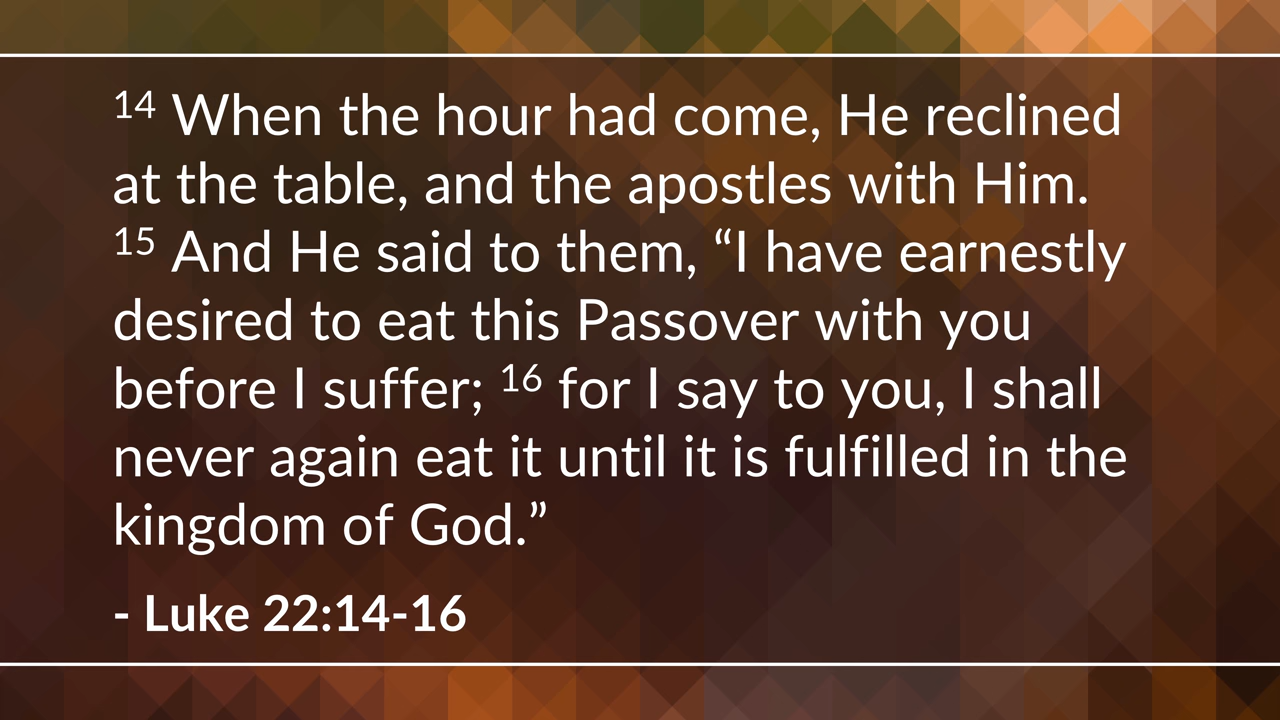 14 When the hour had come, He reclined
at the table, and the apostles with Him.
15 And He said to them, “I have earnestly
desired to eat this Passover with you
before I suffer; 16 for I say to you, I shall
never again eat it until it is fulfilled in the
kingdom of God.”
- Luke 22:14-16